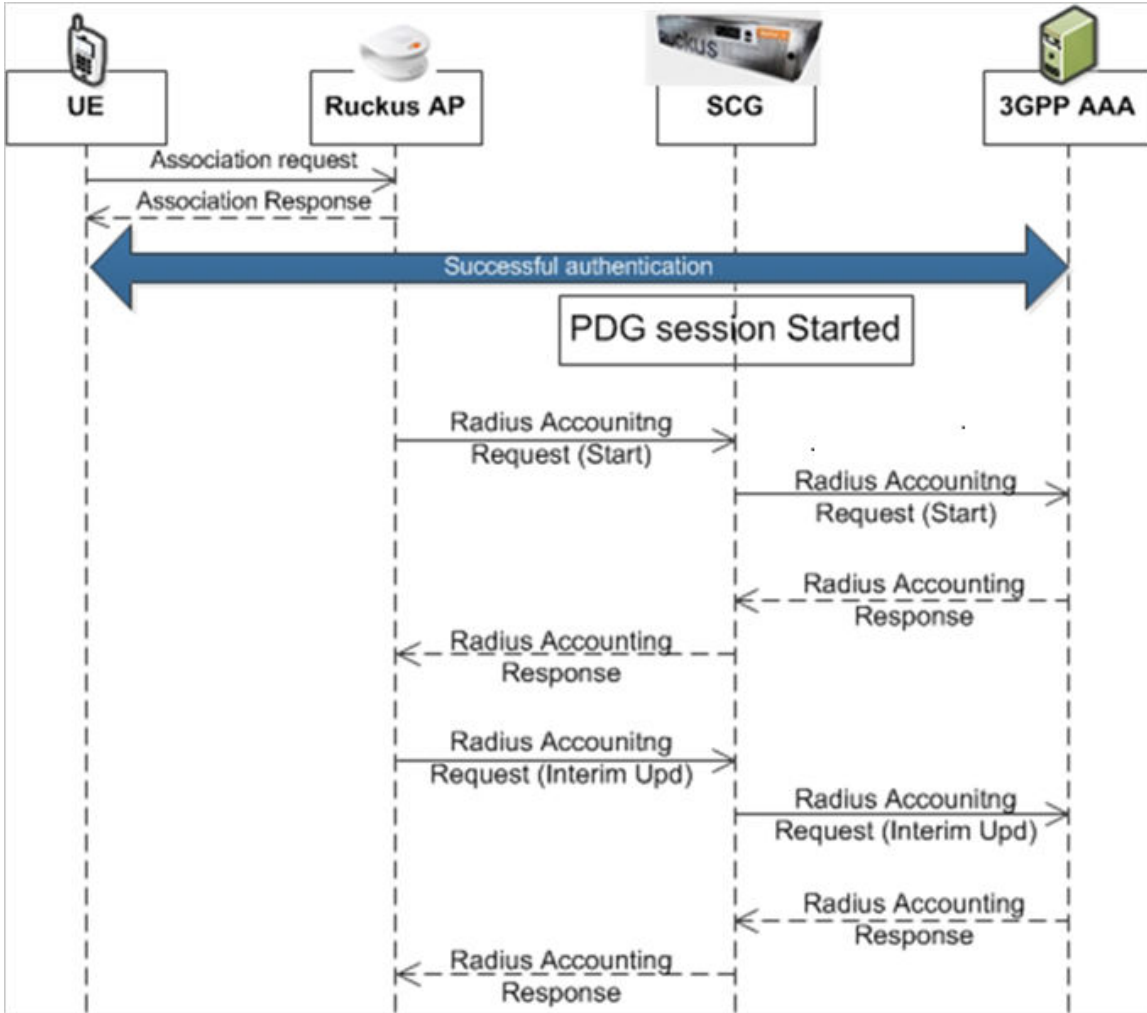 UE
Ruckus AP
SCG
3GPP AAA
RUCKUS
Association request
Association Response
Successful authentication
PDG session Started
Radius Accounitng
Request (Start)
Radius Accounitng
Request (Start)
Radius Accounting
Response
Radius Accounting
Response
Radius Accounitng
Request (Interim Upd)
Radius Accounitng
Request (Interim Upd)
Radius Accounting
Response
Radius Accounting
Response